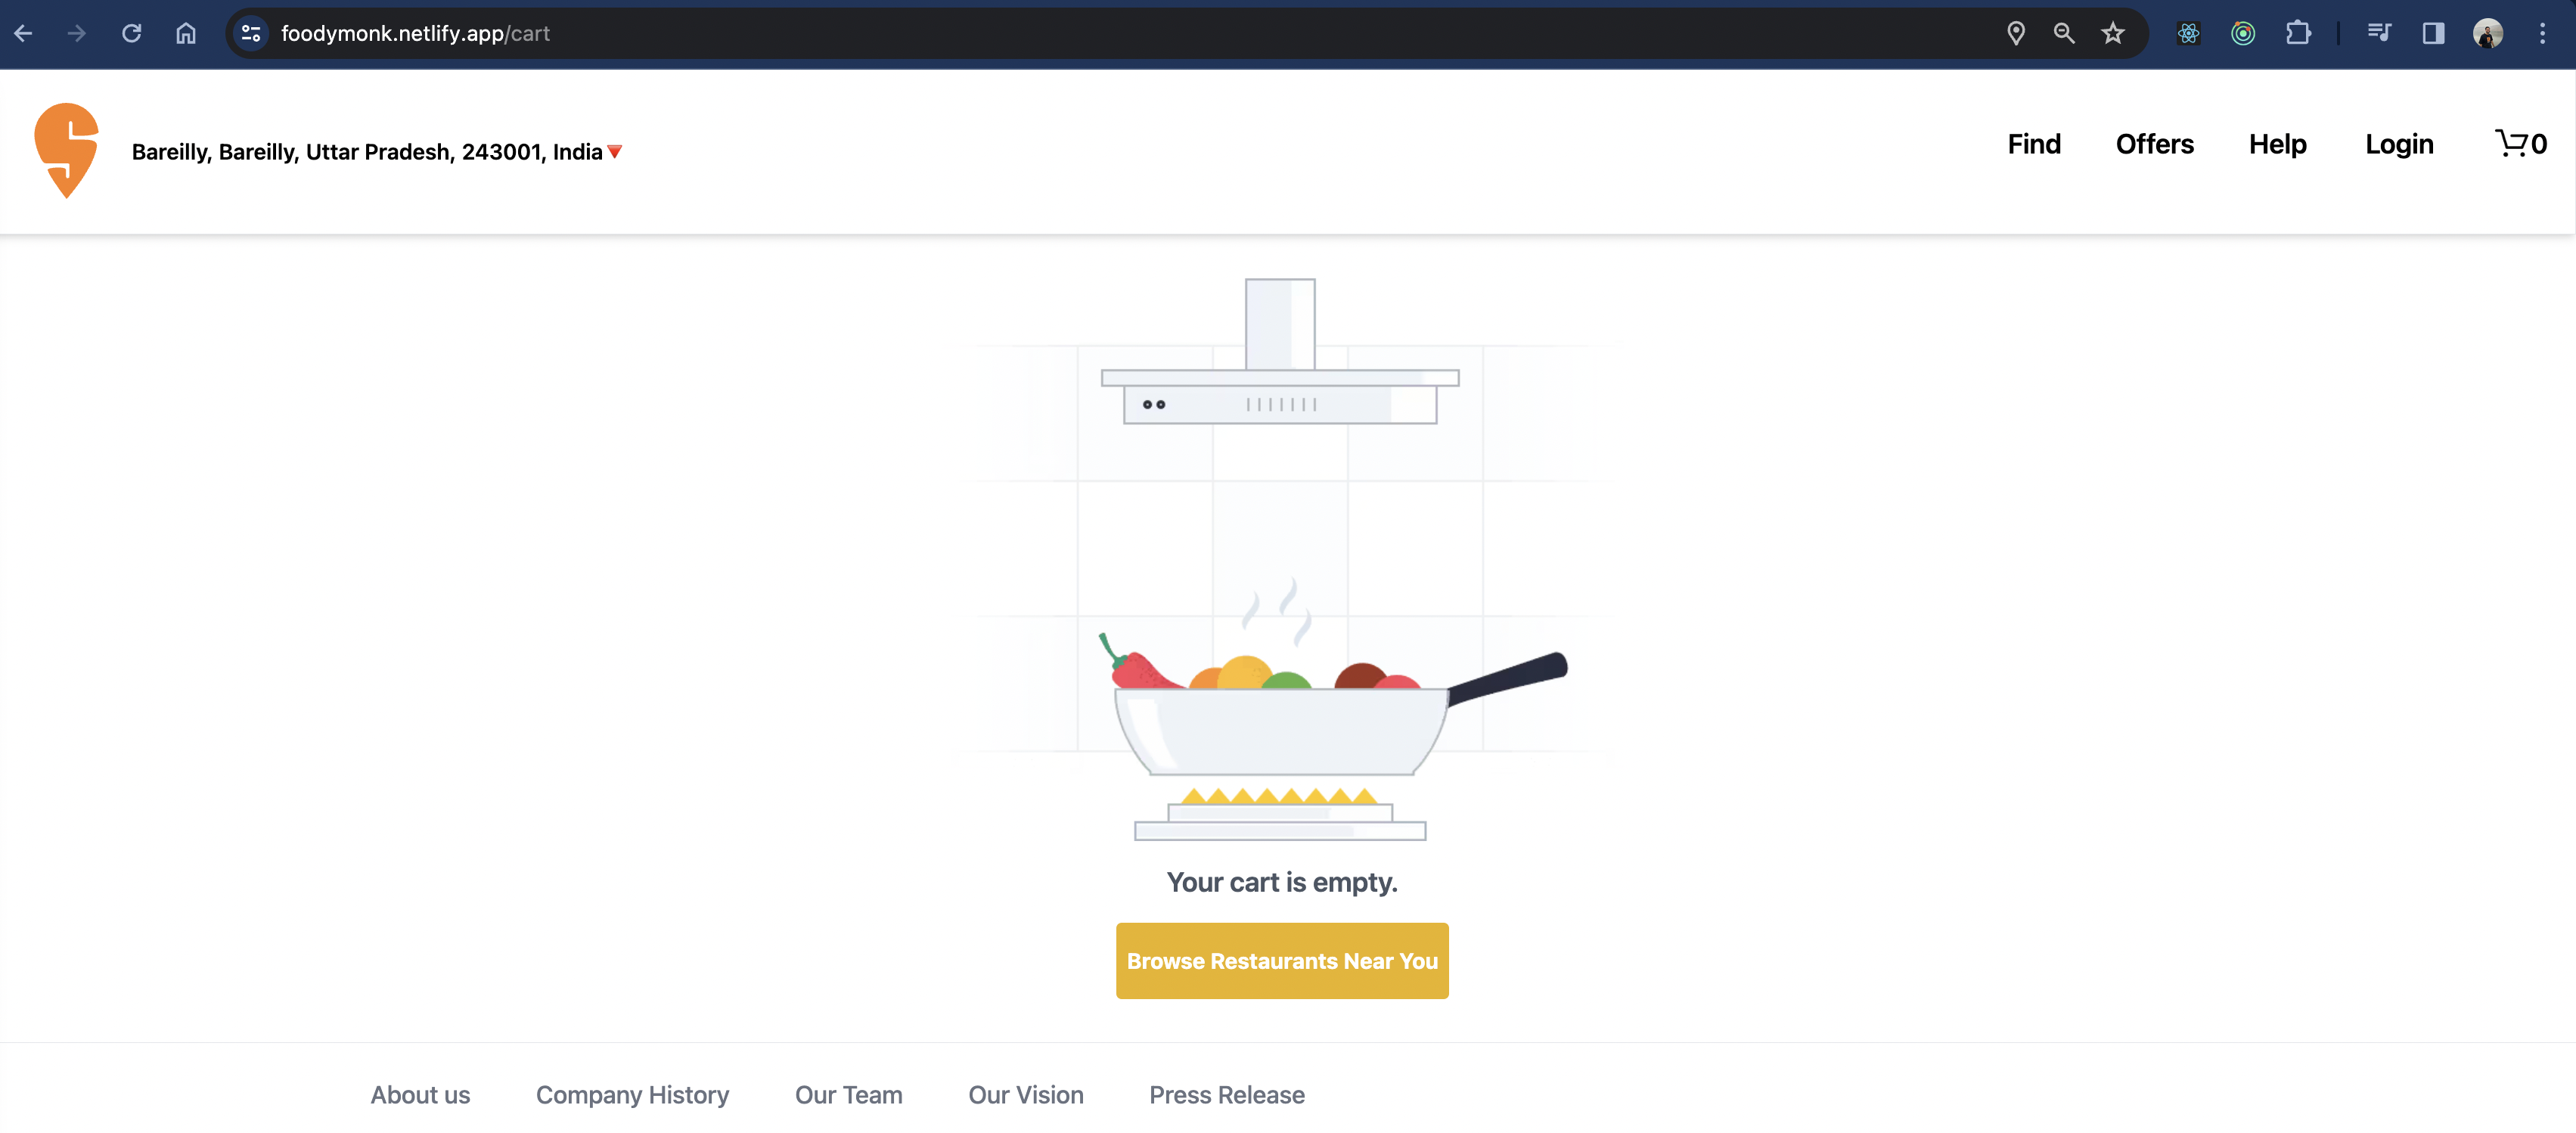 foodymonk.netlify.app/cart
Bareilly, Bareilly, Uttar Pradesh, 243001, India
Find Offers Help Login 0
Your cart is empty.
Browse Restaurants Near You
About us Company History Our Team Our Vision Press Release